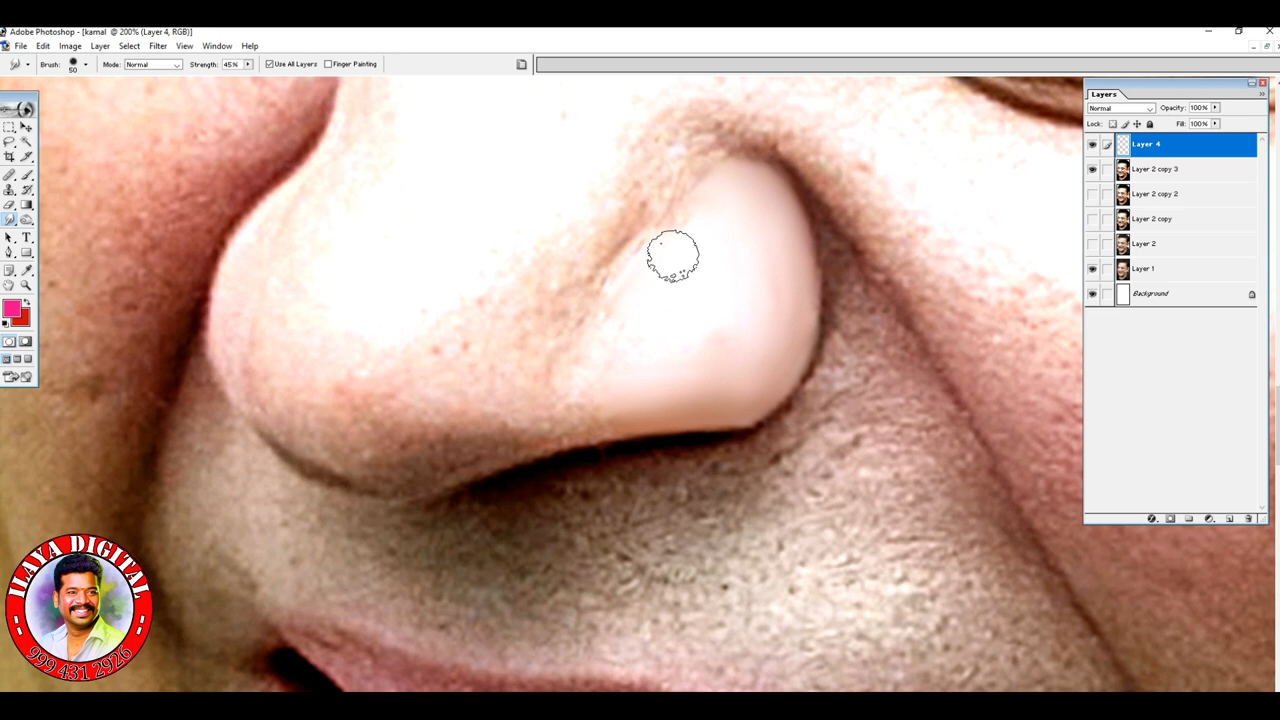 Adobe Photoshop - [kamal @ 200% (Layer 4, RGB)]
File Edit Image Layer Select Filter View Window Help
Brush: 50 Mode: Normal Strength: 45% Use All Layers Finger Painting
Layers
Normal Opacity: 100%
Lock: Fill: 100%
Layer 4
Layer 2 copy 3
Layer 2 copy 2
Layer 2 copy
Layer 2
Layer 1
Background
ILAYA DIGITAL
999 431 2926